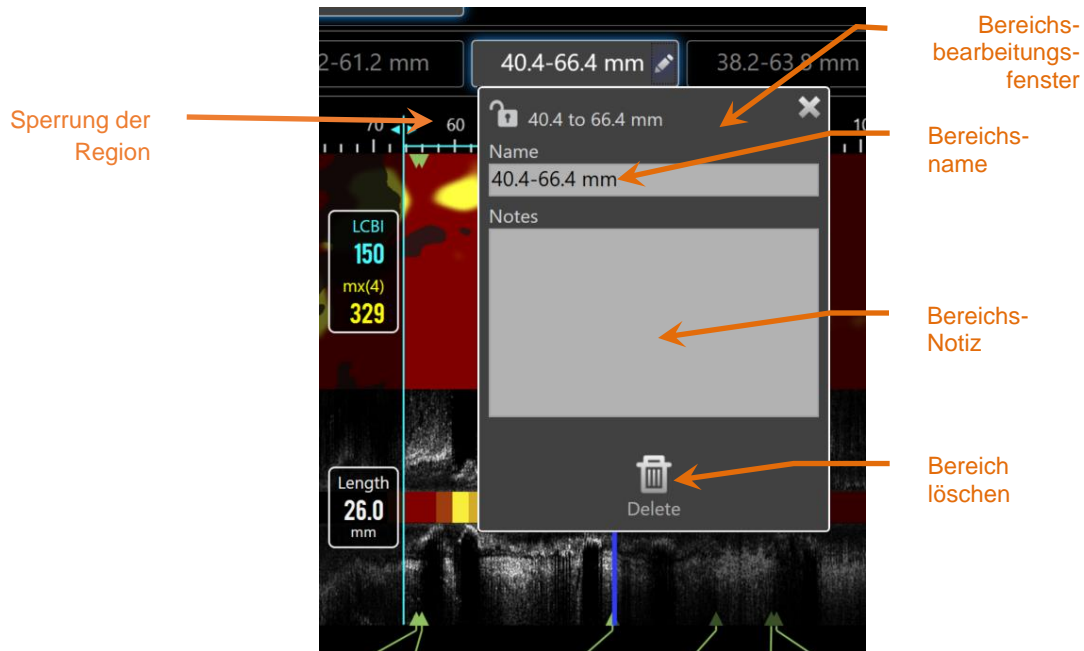 Bereichs-
bearbeitungs-
fenster
2-61.2 mm
40.4-66.4 mm
38.2-63.8 mm
Sperrung der
Region
70
60
10
40.4 to 66.4 mm
Name
40.4-66.4 mm
Bereichs-
name
Notes
LCBI
150
mx(4)
329
Bereichs-
Notiz
Length
26.0
mm
Delete
Bereich
löschen